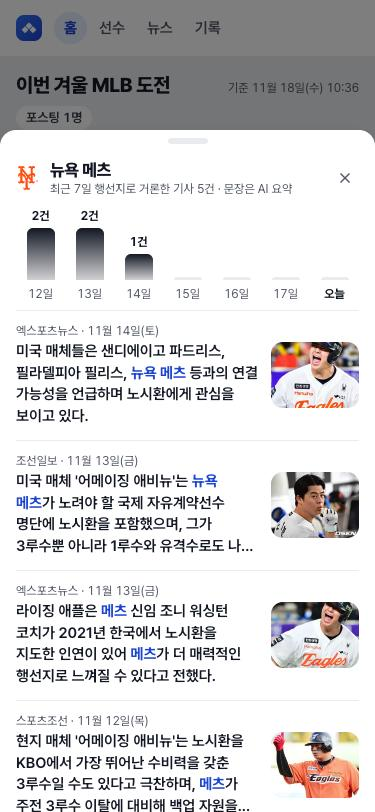 홈 선수 뉴스 기록
이번 겨울 MLB 도전
기준 11월 18일(수) 10:36
포스팅 1명
뉴욕 메츠
최근 7일 행선지로 거론한 기사 5건 · 문장은 AI 요약
2건 2건 1건
12일 13일 14일 15일 16일 17일 오늘
엑스포츠뉴스 · 11월 14일(토)
미국 매체들은 샌디에이고 파드리스,
필라델피아 필리스, 뉴욕 메츠 등과의 연결
가능성을 언급하며 노시환에게 관심을
보이고 있다.
Eagles
조선일보 · 11월 13일(금)
미국 매체 '어메이징 애비뉴'는 뉴욕
메츠가 노려야 할 국제 자유계약선수
명단에 노시환을 포함했으며, 그가
3루수뿐 아니라 1루수와 유격수로도 나...
OSEN
엑스포츠뉴스 · 11월 13일(금)
라이징 애플은 메츠 신임 조니 워싱턴
코치가 2021년 한국에서 노시환을
지도한 인연이 있어 메츠가 더 매력적인
행선지로 느껴질 수 있다고 전했다.
Eagles
스포츠조선 · 11월 12일(목)
현지 매체 '어메이징 애비뉴'는 노시환을
KBO에서 가장 뛰어난 수비력을 갖춘
3루수일 수도 있다고 극찬하며, 메츠가
주전 3루수 이탈에 대비해 백업 자원을...
Eagles